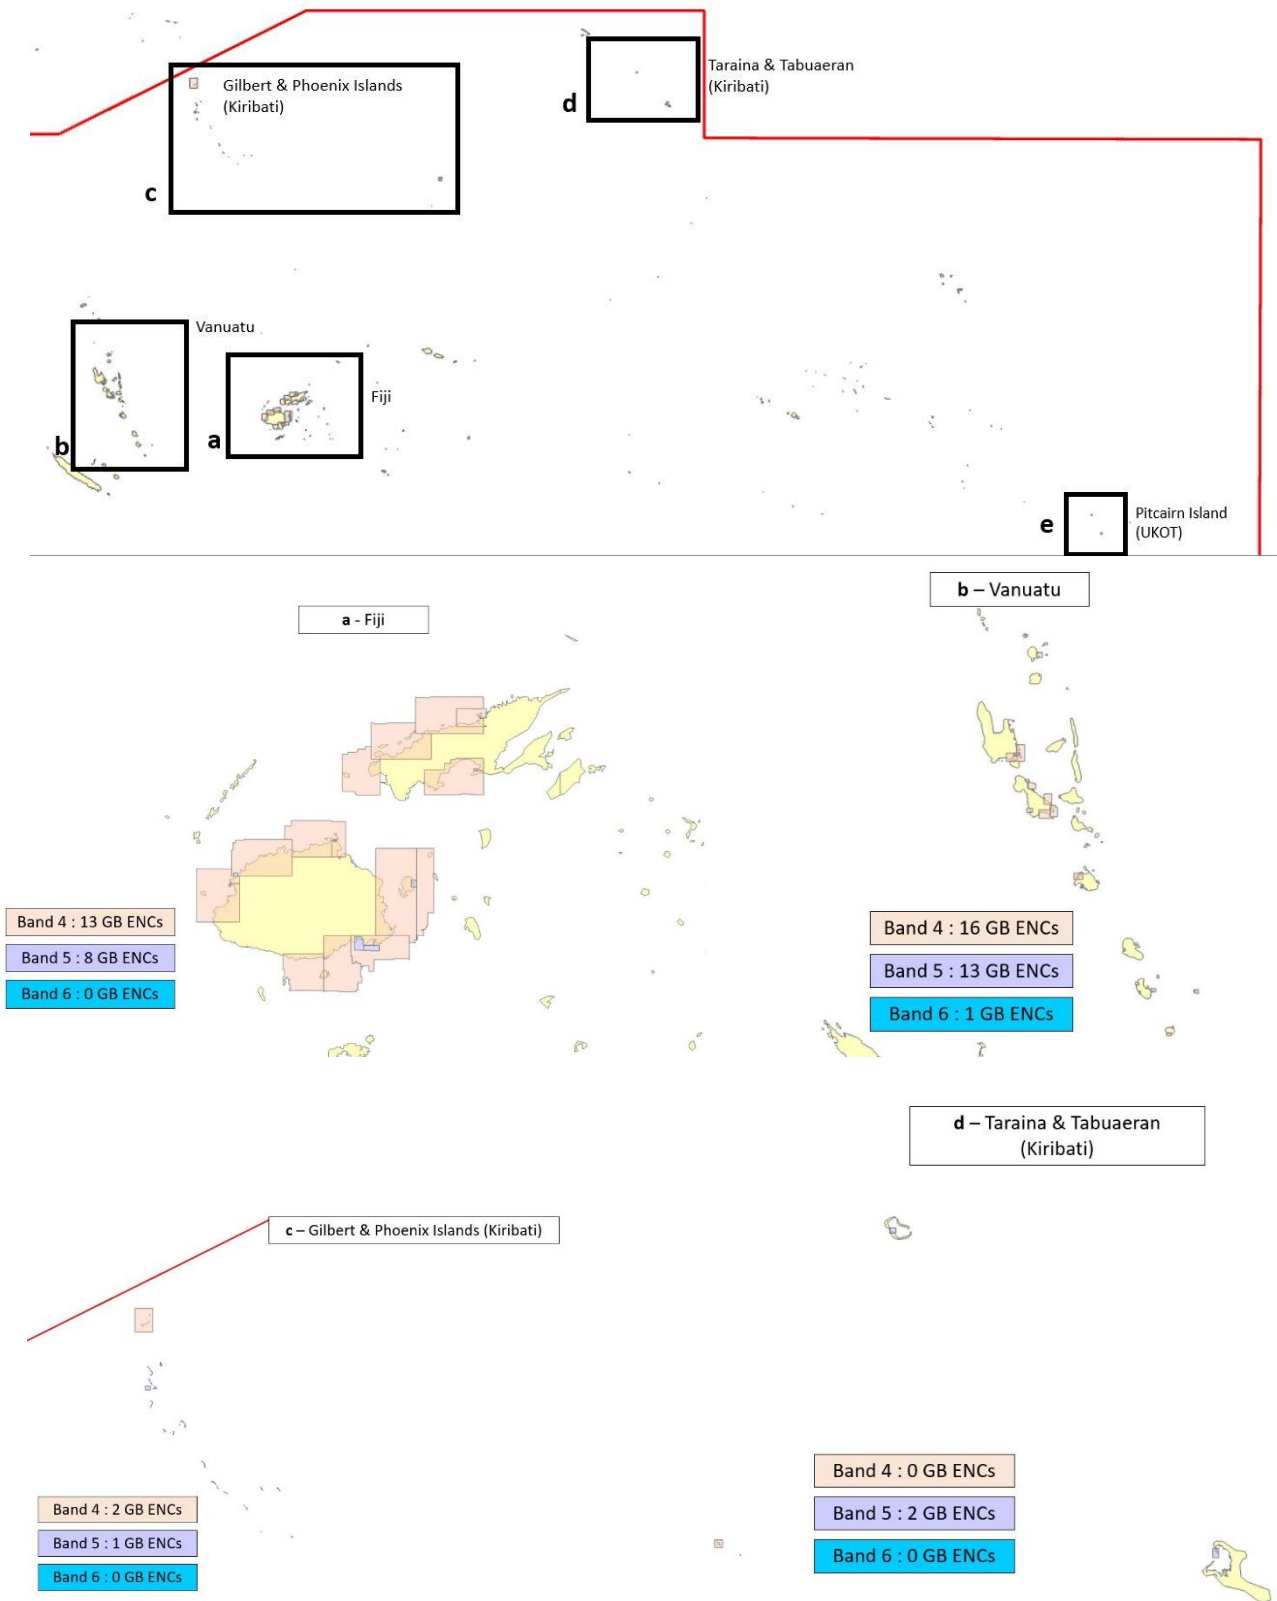 Gilbert & Phoenix Islands
(Kiribati)
c
d
Taraina & Tabuaeran
(Kiribati)
Vanuatu
b
a
Fiji
e
Pitcairn Island
(UKOT)
a - Fiji
Band 4 : 13 GB ENCs
Band 5 : 8 GB ENCs
Band 6 : 0 GB ENCs
b – Vanuatu
Band 4 : 16 GB ENCs
Band 5 : 13 GB ENCs
Band 6 : 1 GB ENCs
c – Gilbert & Phoenix Islands (Kiribati)
Band 4 : 2 GB ENCs
Band 5 : 1 GB ENCs
Band 6 : 0 GB ENCs
d – Taraina & Tabuaeran
(Kiribati)
Band 4 : 0 GB ENCs
Band 5 : 2 GB ENCs
Band 6 : 0 GB ENCs